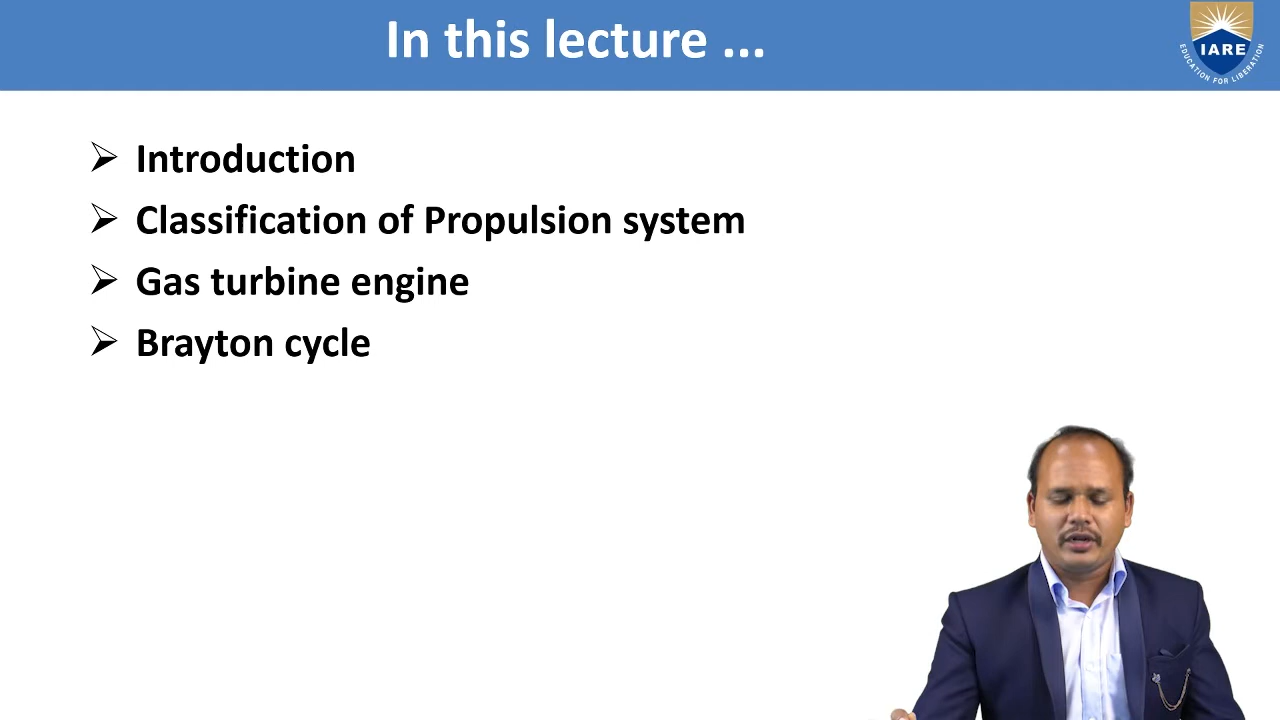 In this lecture ...
IARE
EDUCATION FOR LIBERATION
Introduction
Classification of Propulsion system
Gas turbine engine
Brayton cycle